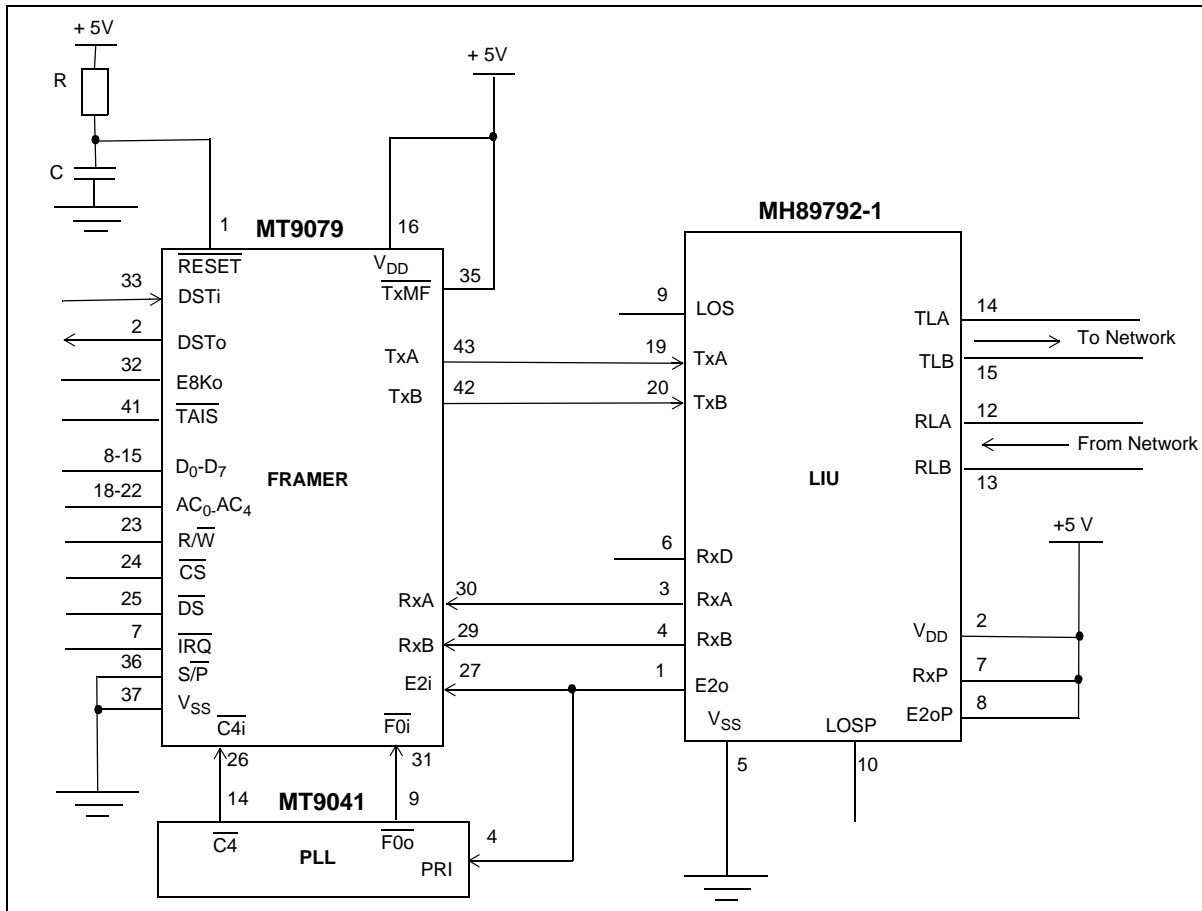 + 5V
R
C
+ 5V
MT9079
1
16
RESET
V_DD
TxMF
35
33
DSTi
2
DSTo
32
E8Ko
41
TAIS
8-15
D0-D7
18-22
AC0-AC4
23
R/W
24
CS
25
DS
7
IRQ
36
S/P
37
VSS
C4i
F0i
FRAMER
TxA
43
TxB
42
RxA
30
RxB
29
E2i
27
26
31
14
9
MT9041
C4
F0o
PLL
PRI
4
MH89792-1
9
LOS
19
TxA
20
TxB
LIU
6
RxD
3
RxA
4
RxB
1
E2o
VSS
LOSP
5
10
TLA
14
To Network
TLB
15
RLA
12
From Network
RLB
13
+5 V
VDD
2
RxP
7
E2oP
8